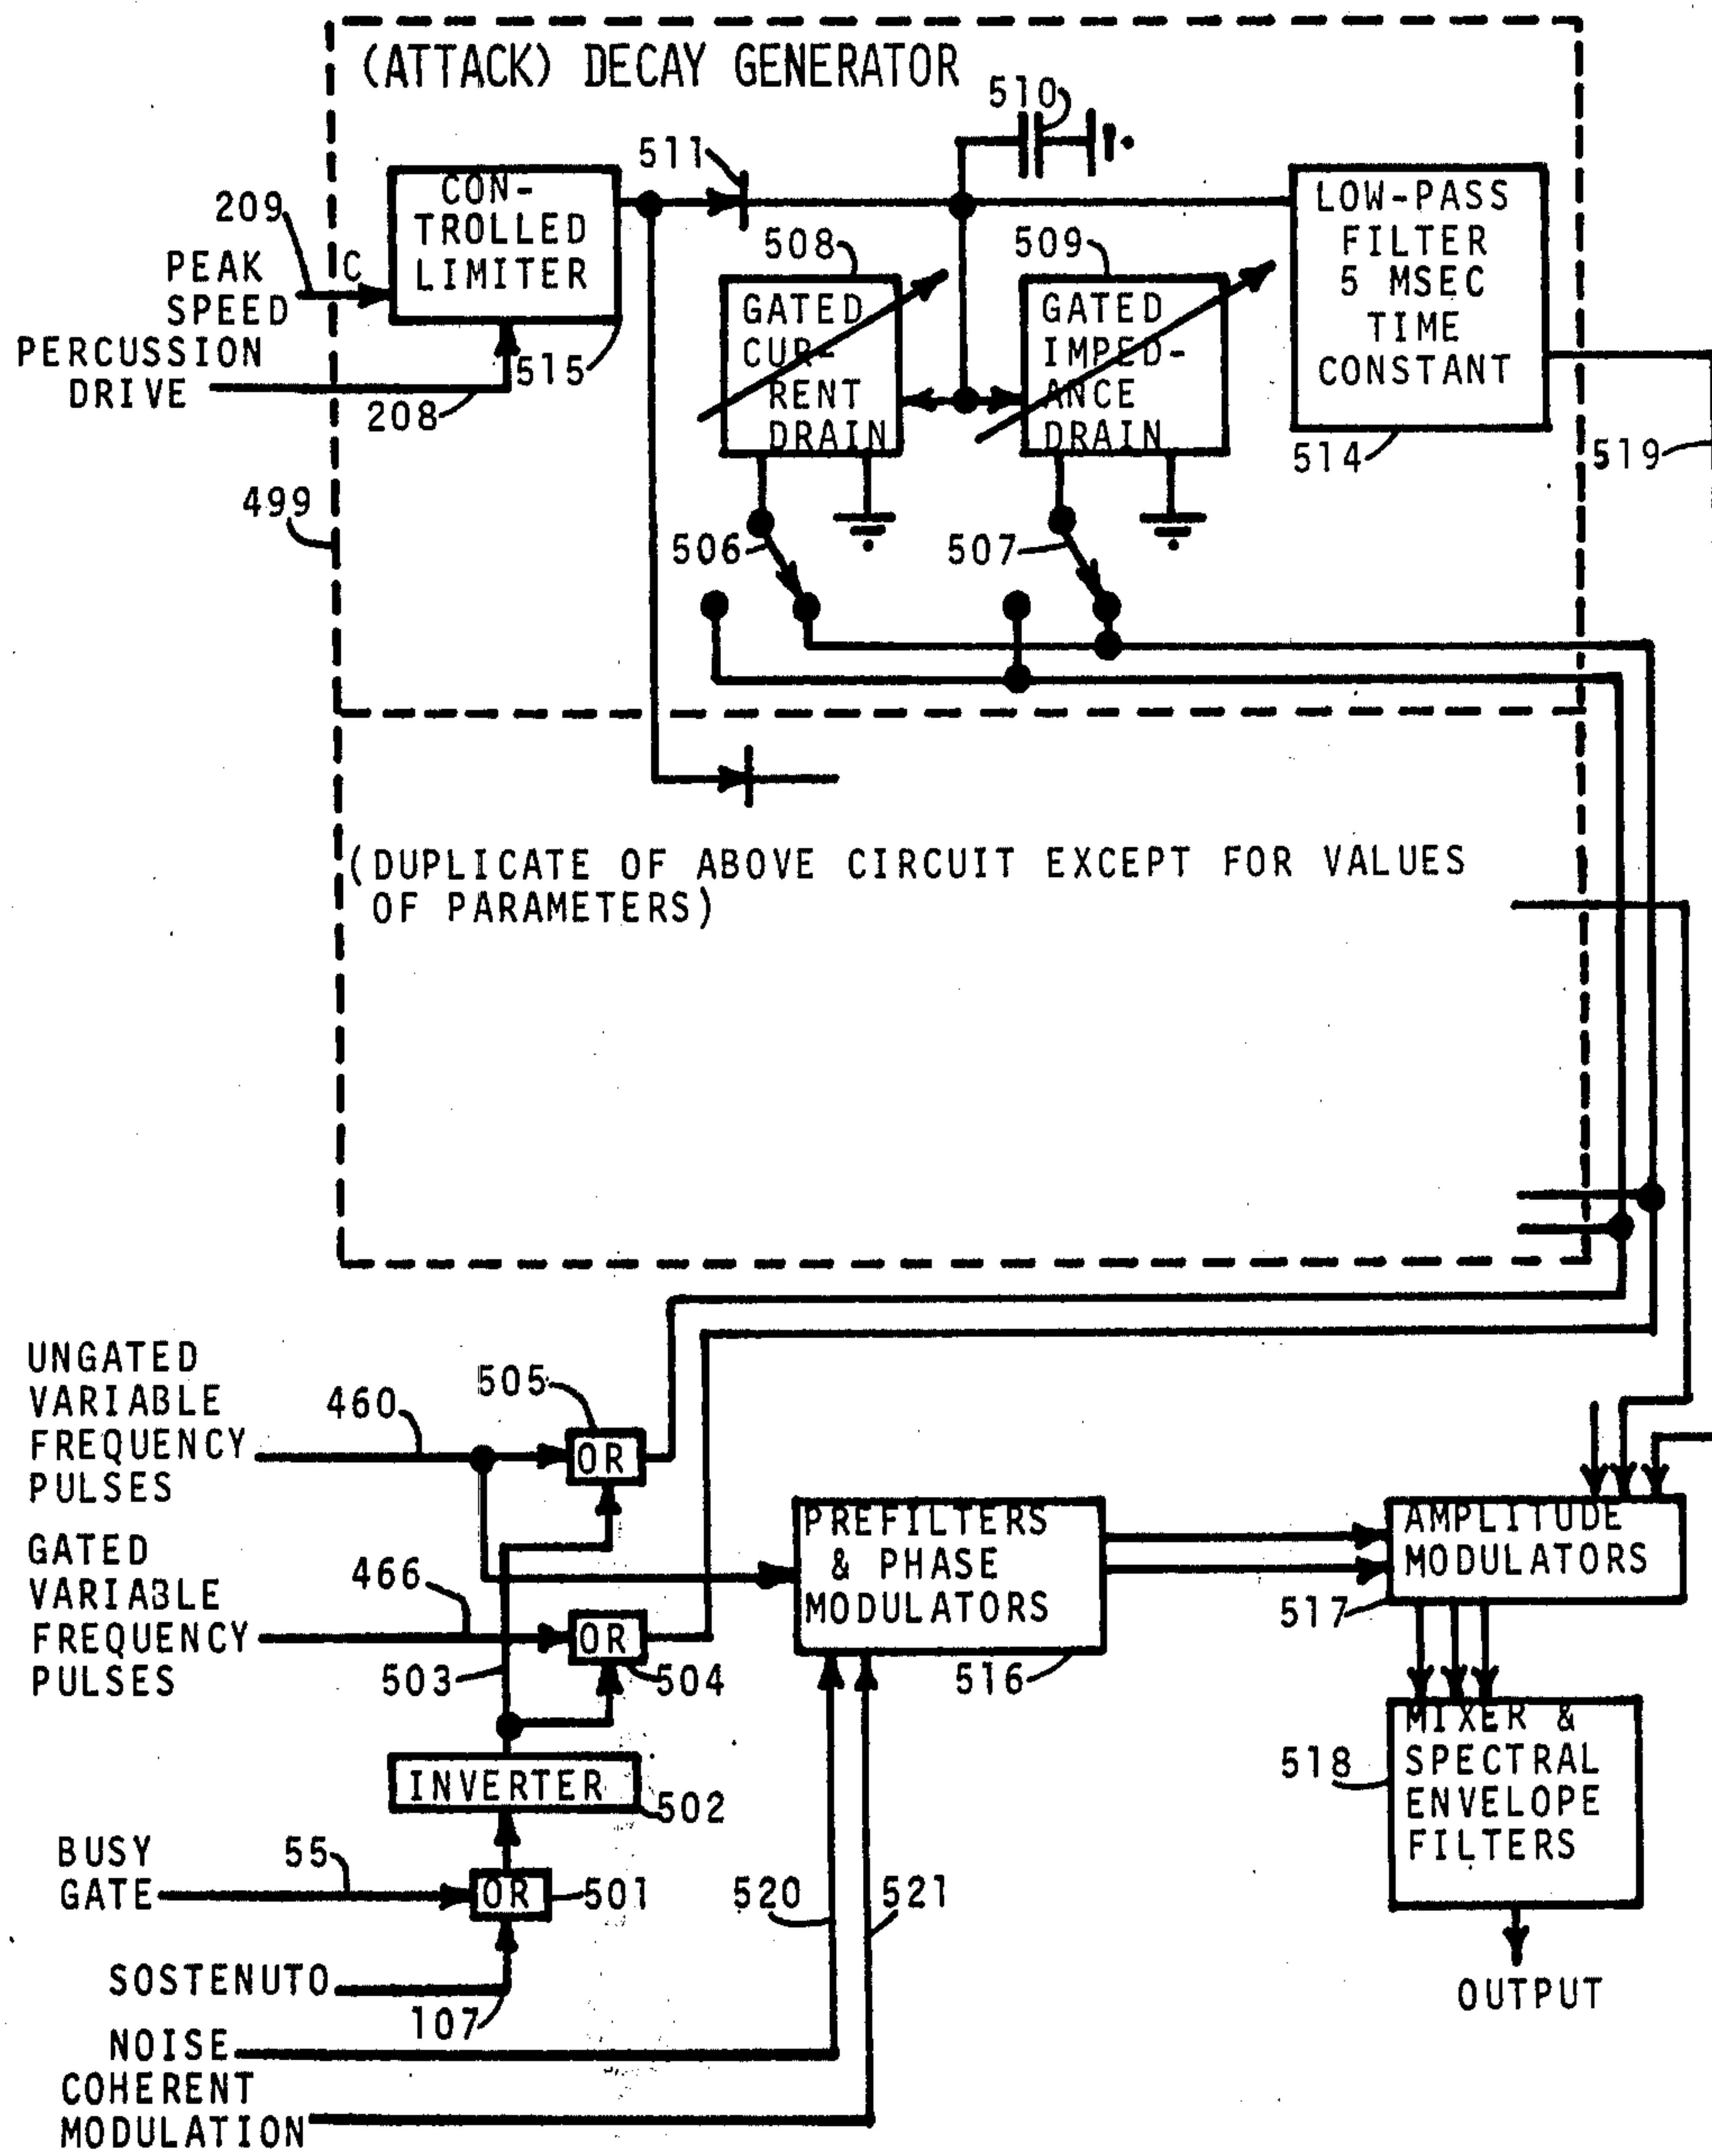 (ATTACK) DECAY GENERATOR
510
511
CON-
TROLLED
LIMITER
209
PEAK
SPEED
C
PERCUSSION
DRIVE
208
515
508
GATED
CUR-
RENT
DRAIN
509
GATED
IMPED-
ANCE
DRAIN
LOW-PASS
FILTER
5 MSEC
TIME
CONSTANT
514
519
499
506
507
(DUPLICATE OF ABOVE CIRCUIT EXCEPT FOR VALUES
OF PARAMETERS)
UNGATED
VARIABLE
FREQUENCY
PULSES
460
505
OR
GATED
VARIABLE
FREQUENCY
PULSES
466
OR
503
504
PREFILTERS
& PHASE
MODULATORS
516
AMPLITUDE
MODULATORS
517
INVERTER
502
MIXER &
SPECTRAL
ENVELOPE
FILTERS
518
BUSY
GATE
55
OR
501
520
521
SOSTENUTO
107
OUTPUT
NOISE
COHERENT
MODULATION